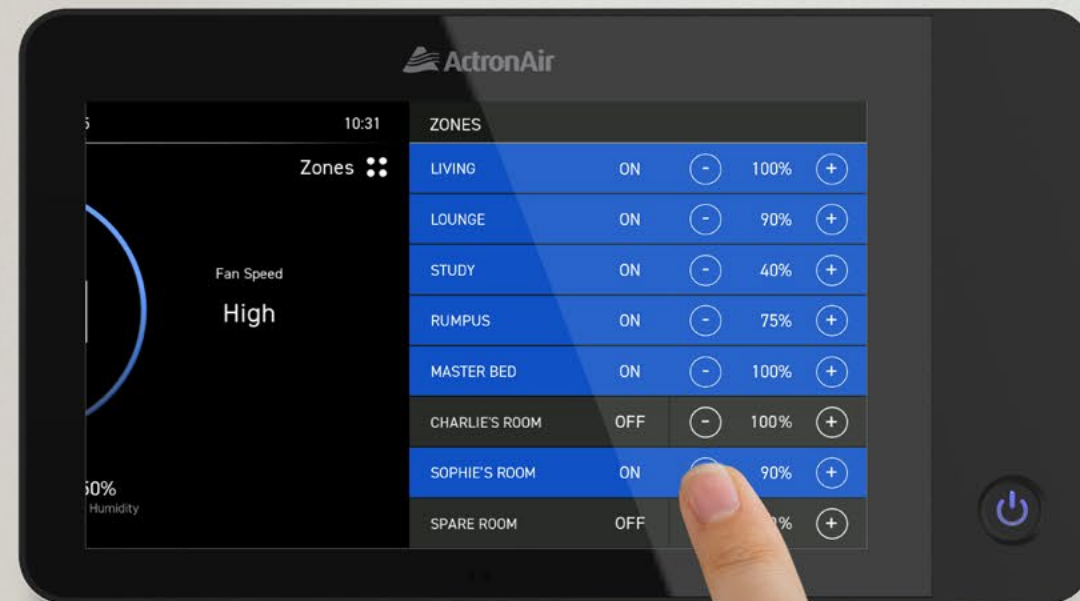 ActronAir
10:31
Zones
Fan Speed
High
50%
Humidity
ZONES
LIVING ON - 100% +
LOUNGE ON - 90% +
STUDY ON - 40% +
RUMPUS ON - 75% +
MASTER BED ON - 100% +
CHARLIE'S ROOM OFF - 100% +
SOPHIE'S ROOM ON 90% +
SPARE ROOM OFF % +